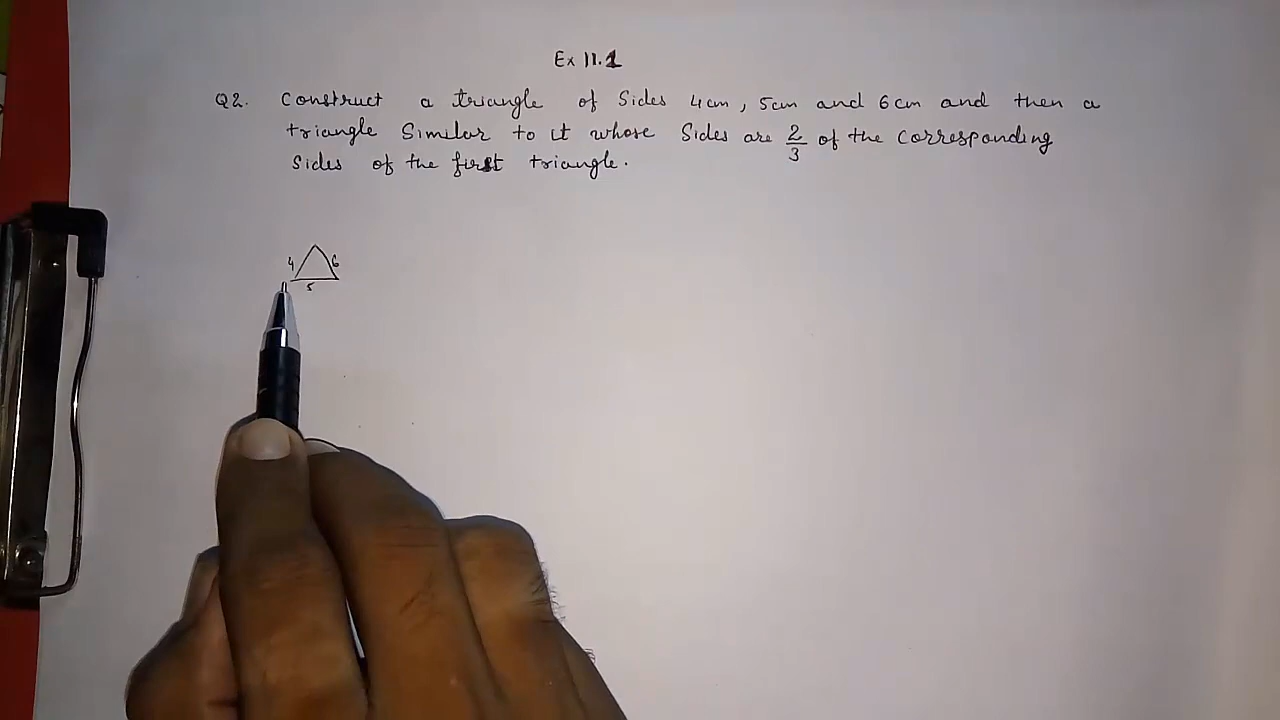 Ex 11.1
Q2. Construct a triangle of Sides 4cm, 5cm and 6cm and then a
triangle Similar to it whose Sides are 2/3 of the corresponding
Sides of the first triangle.
4 6
5